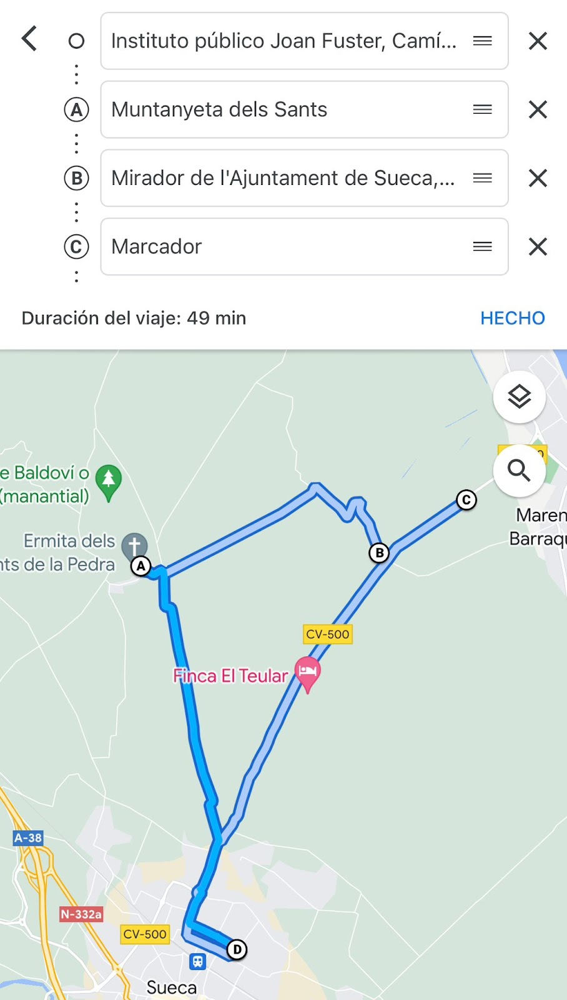 Instituto público Joan Fuster, Camí...
A
Muntanyeta dels Sants
B
Mirador de l'Ajuntament de Sueca,...
C
Marcador
Duración del viaje: 49 min
HECHO
e Baldoví o
(manantial)
C
Maren
Barraqu
Ermita dels
nts de la Pedra
A
B
CV-500
Finca El Teular
A-38
N-332a
CV-500
D
Sueca